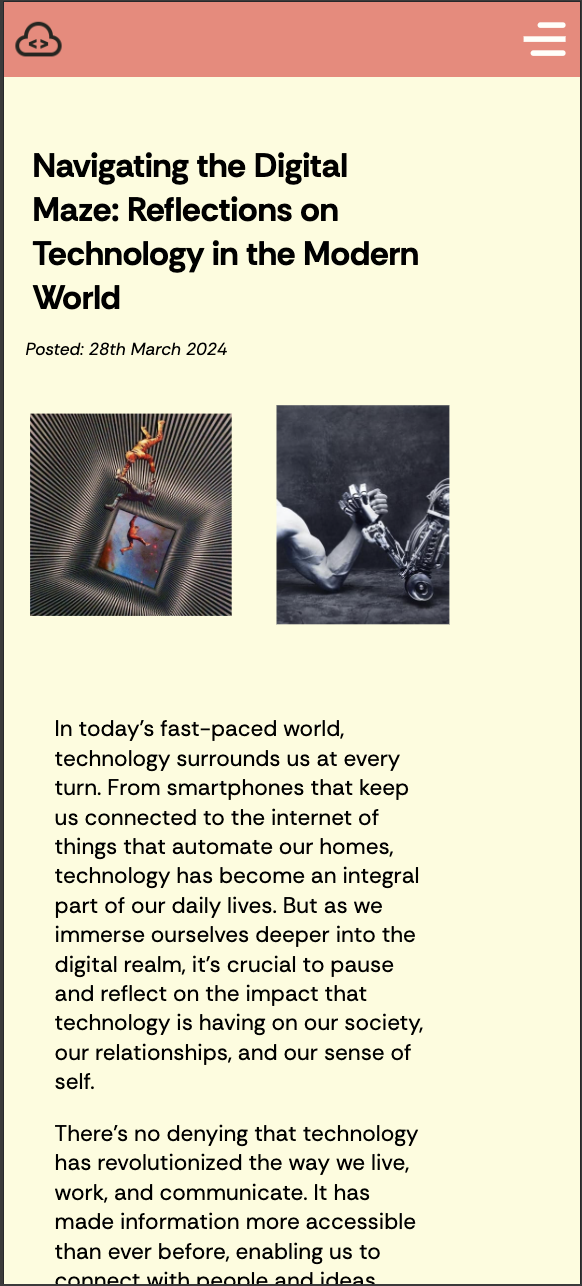 Navigating the Digital
Maze: Reflections on
Technology in the Modern
World
Posted: 28th March 2024
In today's fast-paced world,
technology surrounds us at every
turn. From smartphones that keep
us connected to the internet of
things that automate our homes,
technology has become an integral
part of our daily lives. But as we
immerse ourselves deeper into the
digital realm, it's crucial to pause
and reflect on the impact that
technology is having on our society,
our relationships, and our sense of
self.
There's no denying that technology
has revolutionized the way we live,
work, and communicate. It has
made information more accessible
than ever before, enabling us to
connect with people and ideas